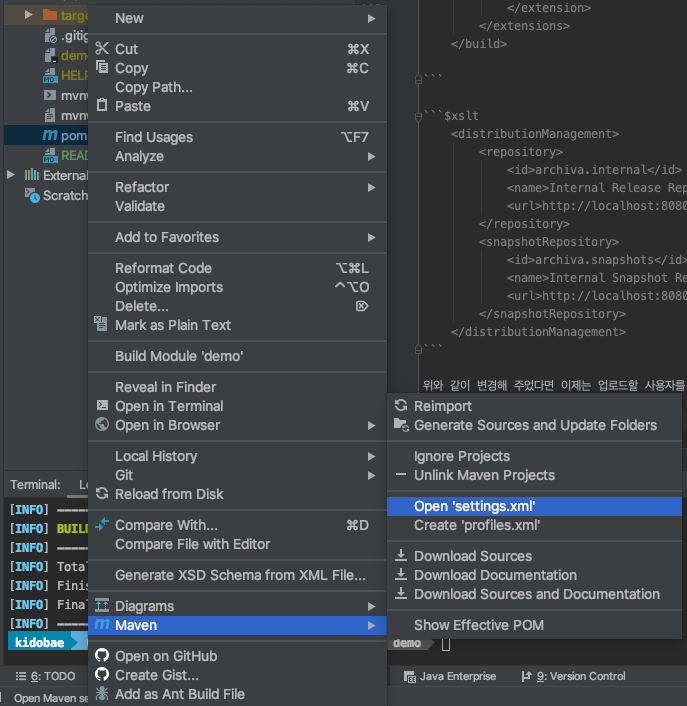 targe
.gitig
dem
HELP
mvnw
mvnw
pom
READ
External
Scratch
New
Cut ⌘X
Copy ⌘C
Copy Path...
Paste ⌘V
Find Usages ⌥F7
Analyze
Refactor
Validate
Add to Favorites
Reformat Code ⌥⌘L
Optimize Imports ^⌥O
Delete... ⌦
Mark as Plain Text
Build Module 'demo'
Reveal in Finder
Open in Terminal
Open in Browser
Local History
Git
Reload from Disk
Compare With... ⌘D
Compare File with Editor
Generate XSD Schema from XML File...
Diagrams
Maven
Open on GitHub
Create Gist...
Add as Ant Build File
</extension>
</extensions>
</build>
```
```$xslt
<distributionManagement>
<repository>
<id>archiva.internal</id>
<name>Internal Release Rep
<url>http://localhost:8080
</repository>
<snapshotRepository>
<id>archiva.snapshots</id>
<name>Internal Snapshot Re
<url>http://localhost:8080
</snapshotRepository>
</distributionManagement>
```
위와 같이 변경해 주었다면 이제는 업로드할 사용자를
Reimport
Generate Sources and Update Folders
Ignore Projects
Unlink Maven Projects
Open 'settings.xml'
Create 'profiles.xml'
Download Sources
Download Documentation
Download Sources and Documentation
Show Effective POM
Terminal: Lo
[INFO] ------
[INFO] BUIL
[INFO] ------
[INFO] Tota
[INFO] Finis
[INFO] Fina
[INFO] ------
kidobae demo
6: TODO Java Enterprise 9: Version Control
Open Maven se